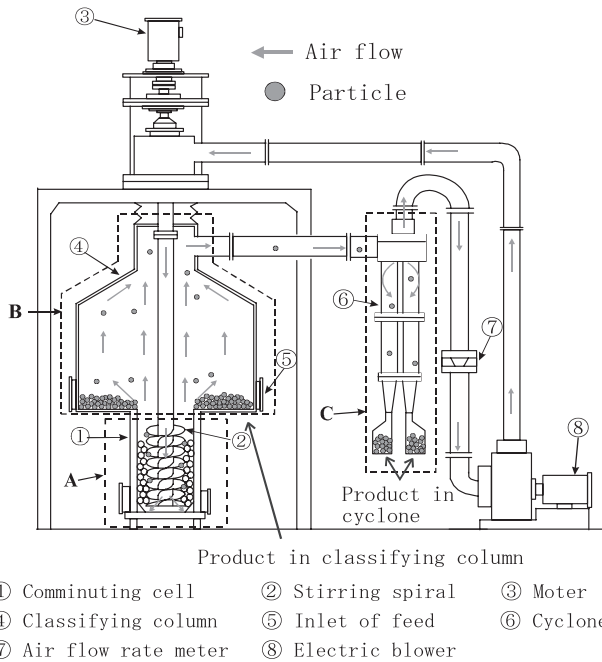 ③
Air flow
Particle
④
B
⑥
⑦
⑤
C
①
②
⑧
A
Product in
cyclone
Product in classifying column
① Comminuting cell ② Stirring spiral ③ Moter
④ Classifying column ⑤ Inlet of feed ⑥ Cyclone
⑦ Air flow rate meter ⑧ Electric blower